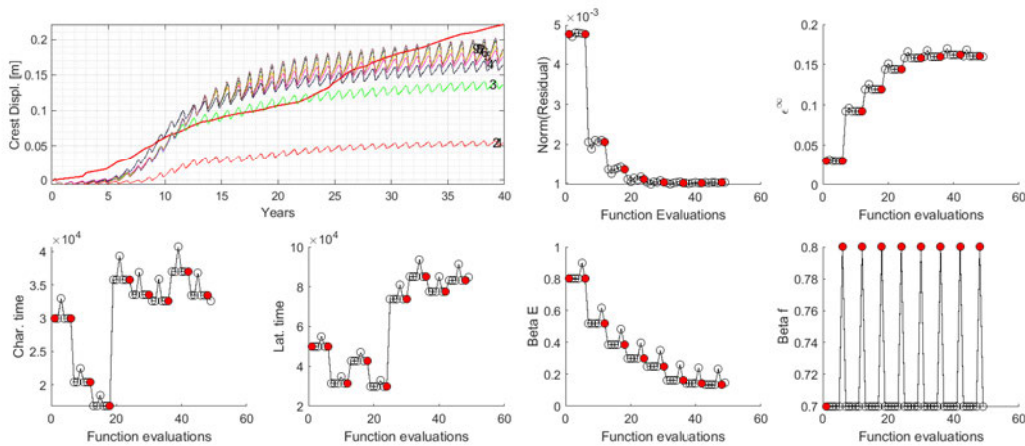 Crest Displ. [m]
0.2
0.15
0.1
0.05
0
0 5 10 15 20 25 30 35 40
Years
3
×10⁻³
Norm(Residual)
5
4
3
2
1
0 20 40 60
Function Evaluations
ϵ^∞
0.2
0.15
0.1
0.05
0
0 20 40 60
Function evaluations
×10⁴
Char. time
4
3.5
3
2.5
2
0 20 40 60
Function evaluations
×10⁴
Lat. time
10
8
6
4
2
0 20 40 60
Function evaluations
Beta E
1
0.8
0.6
0.4
0.2
0
0 20 40 60
Function evaluations
Beta f
0.8
0.78
0.76
0.74
0.72
0.7
0 20 40 60
Function evaluations